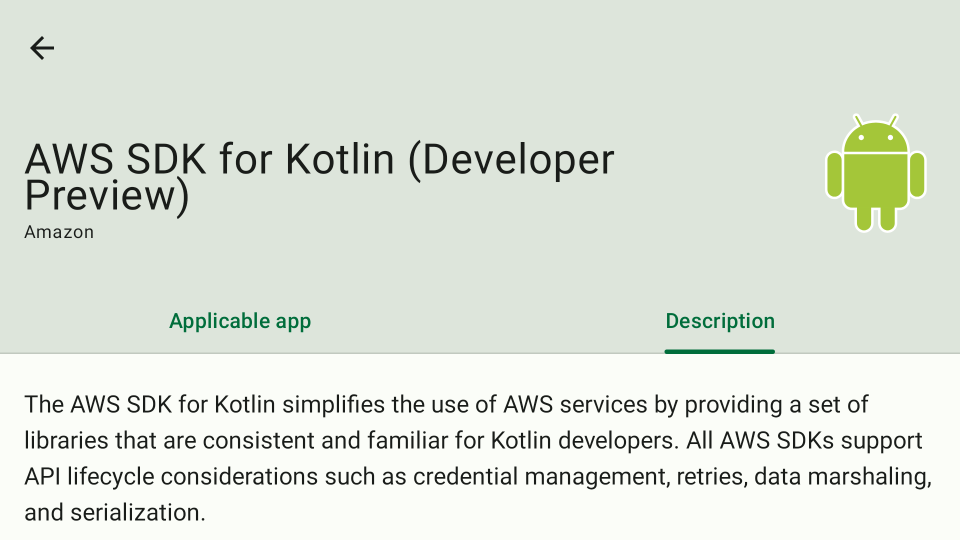 AWS SDK for Kotlin (Developer
Preview)
Amazon
Applicable app
Description
The AWS SDK for Kotlin simplifies the use of AWS services by providing a set of
libraries that are consistent and familiar for Kotlin developers. All AWS SDKs support
API lifecycle considerations such as credential management, retries, data marshaling,
and serialization.